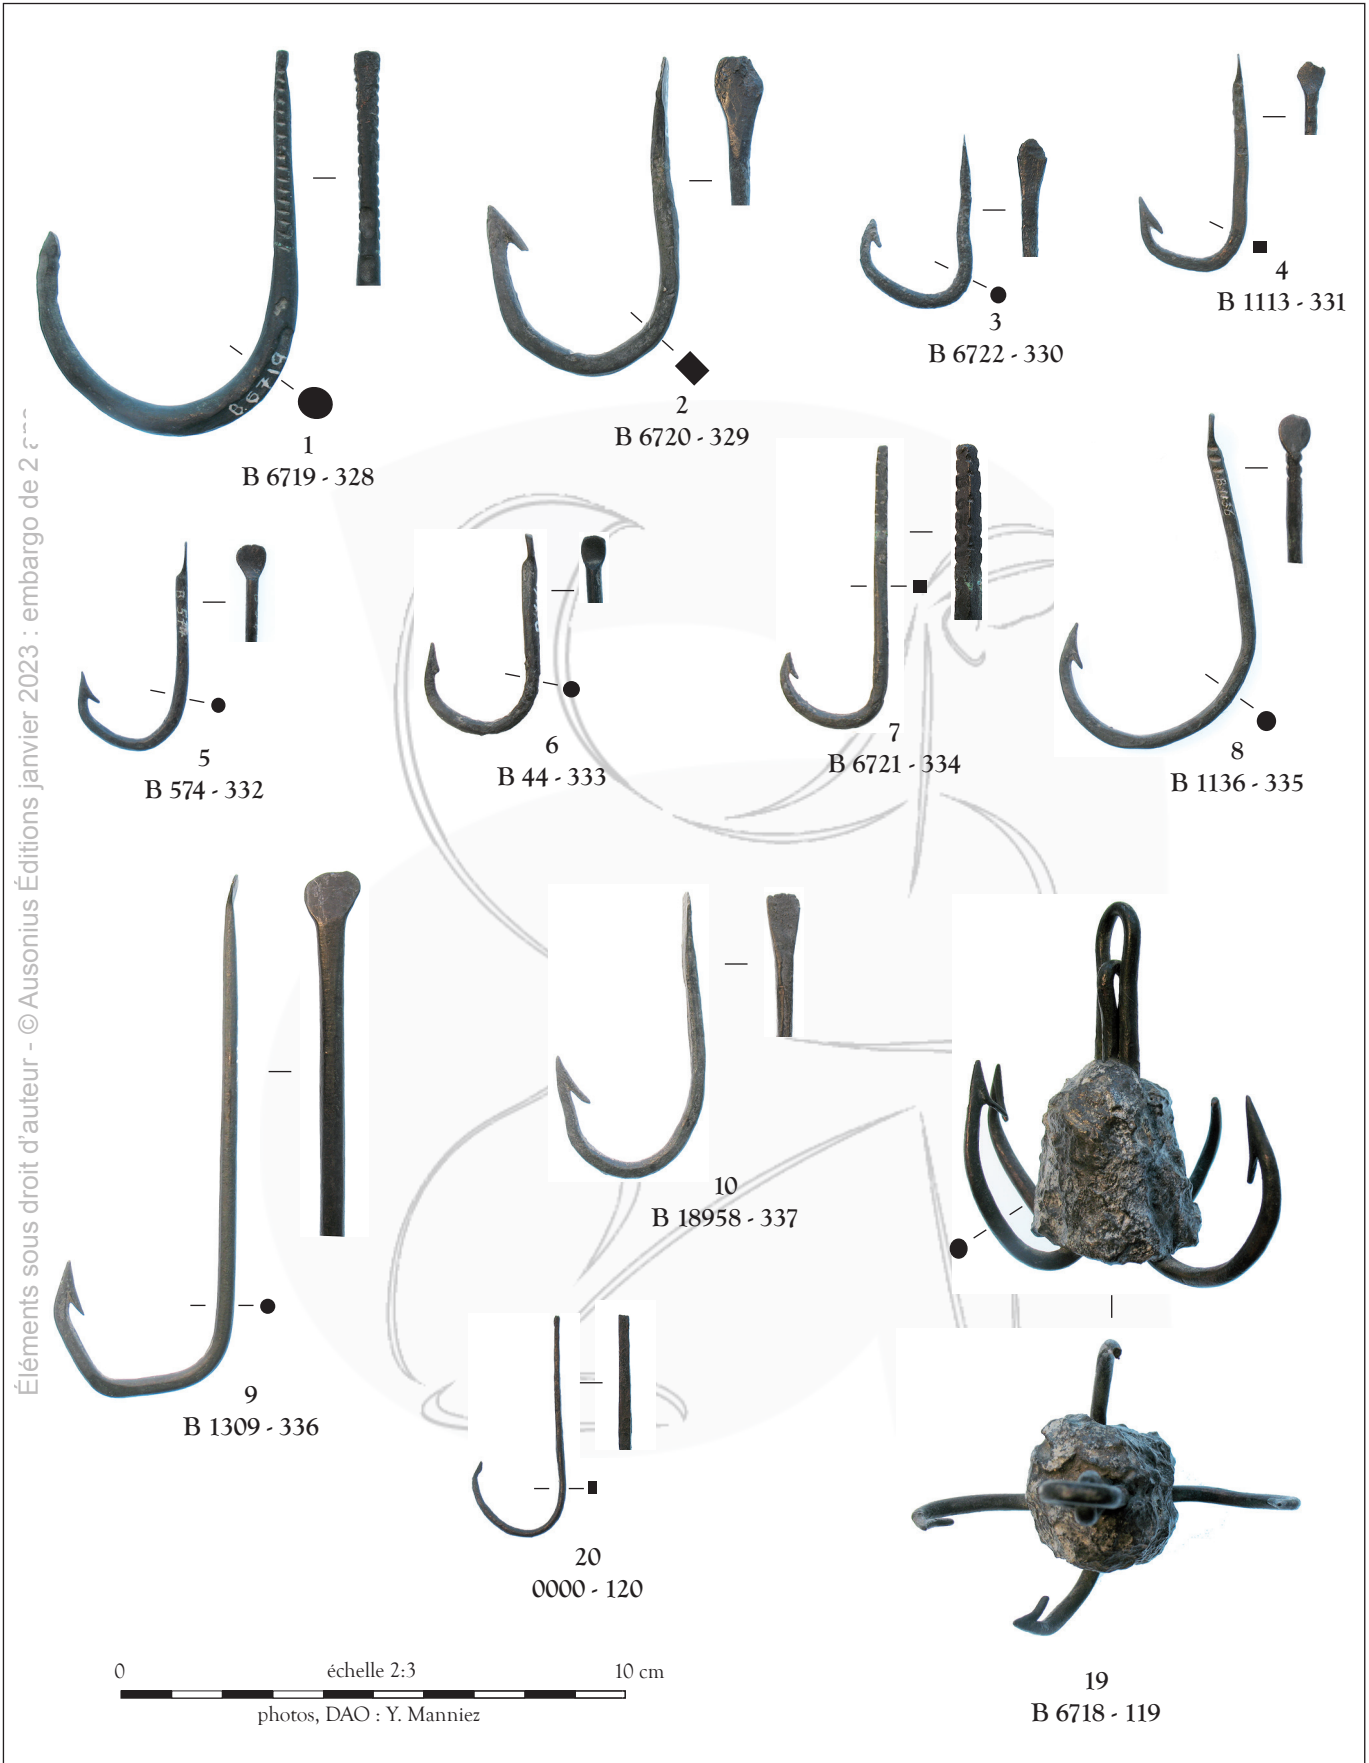 B.6719
1
B 6719 - 328
2
B 6720 - 329
3
B 6722 - 330
4
B 1113 - 331
B 574
5
B 574 - 332
6
B 44 - 333
7
B 6721 - 334
B.1136
8
B 1136 - 335
9
B 1309 - 336
10
B 18958 - 337
20
0000 - 120
19
B 6718 - 119
0
échelle 2:3
10 cm
photos, DAO : Y. Manniez
Éléments sous droit d'auteur - © Ausonius Éditions janvier 2023 : embargo de 2